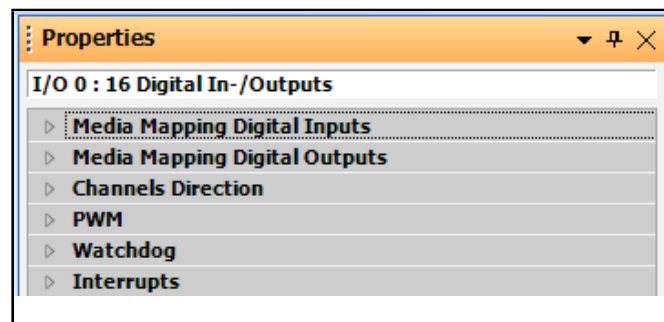 Properties
I/O 0 : 16 Digital In-/Outputs
Media Mapping Digital Inputs
Media Mapping Digital Outputs
Channels Direction
PWM
Watchdog
Interrupts